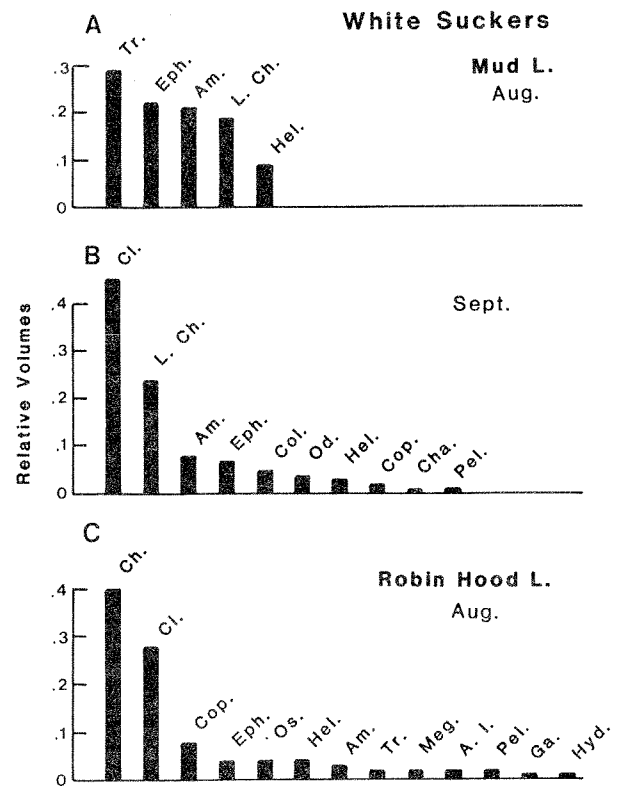 White Suckers
A
Mud L.
Aug.
Tr. Eph. Am. L. Ch. Hel.
.3
.2
.1
0
B
Sept.
Cl. L. Ch. Am. Eph. Col. Od. Hel. Cop. Cha. Pel.
.4
.3
.2
.1
0
Relative Volumes
C
Robin Hood L.
Aug.
Ch. Cl. Cop. Eph. Os. Hel. Am. Tr. Meg. A. I. Pel. Ga. Hyd.
.4
.3
.2
.1
0